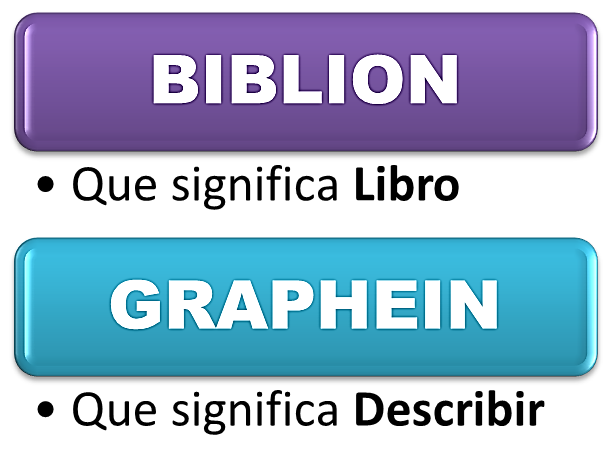 BIBLION
• Que significa Libro
GRAPHEIN
• Que significa Describir